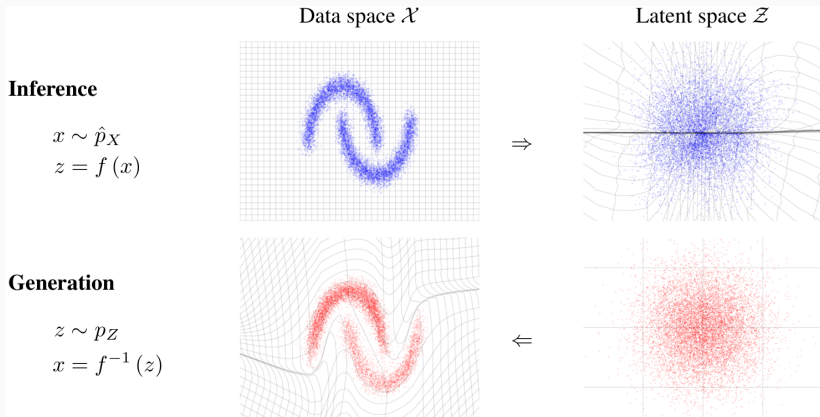 Data space 𝒳
Latent space 𝒵
Inference
x ∼ p̂_X
z = f (x)
⇒
Generation
z ∼ p_Z
x = f⁻¹ (z)
⇐